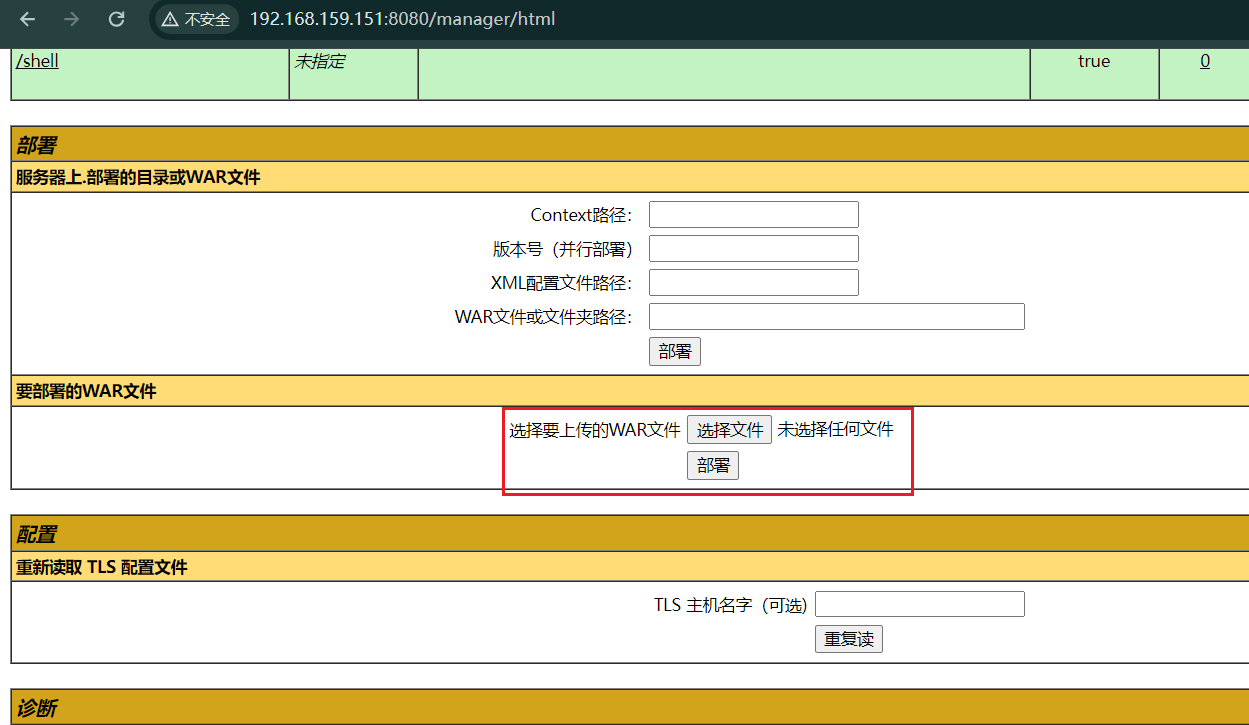 不安全 192.168.159.151:8080/manager/html
/shell 未指定 true 0
部署
服务器上.部署的目录或WAR文件
Context路径：
版本号（并行部署）
XML配置文件路径：
WAR文件或文件夹路径：
部署
要部署的WAR文件
选择要上传的WAR文件 选择文件 未选择任何文件
部署
配置
重新读取 TLS 配置文件
TLS 主机名字（可选)
重复读
诊断